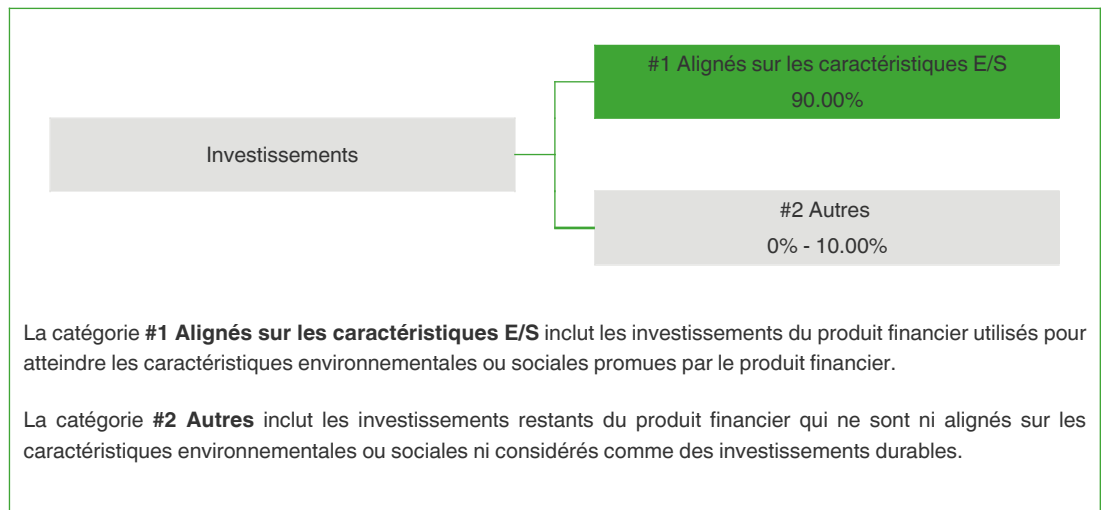 #1 Alignés sur les caractéristiques E/S
90.00%
Investissements
#2 Autres
0% - 10.00%
La catégorie #1 Alignés sur les caractéristiques E/S inclut les investissements du produit financier utilisés pour
atteindre les caractéristiques environnementales ou sociales promues par le produit financier.
La catégorie #2 Autres inclut les investissements restants du produit financier qui ne sont ni alignés sur les
caractéristiques environnementales ou sociales ni considérés comme des investissements durables.